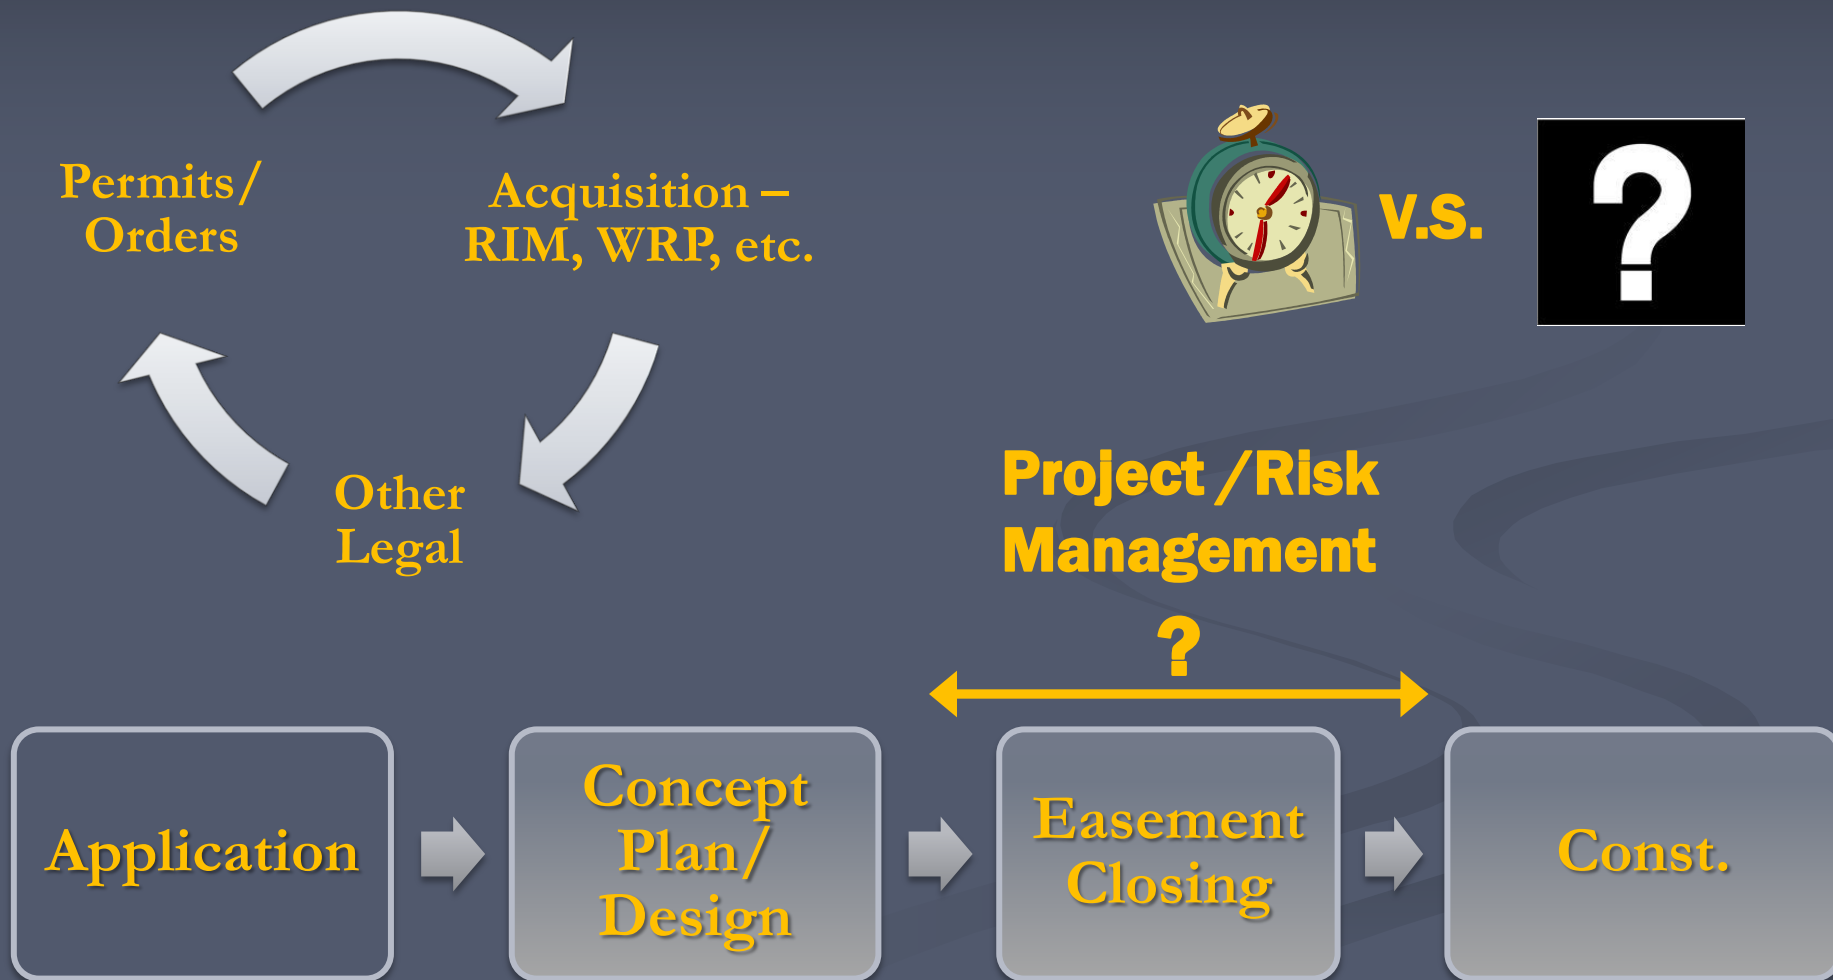 Permits/
Orders
Acquisition –
RIM, WRP, etc.
Other
Legal
V.S.
?
Project /Risk
Management
?
Application
Concept
Plan/
Design
Easement
Closing
Const.